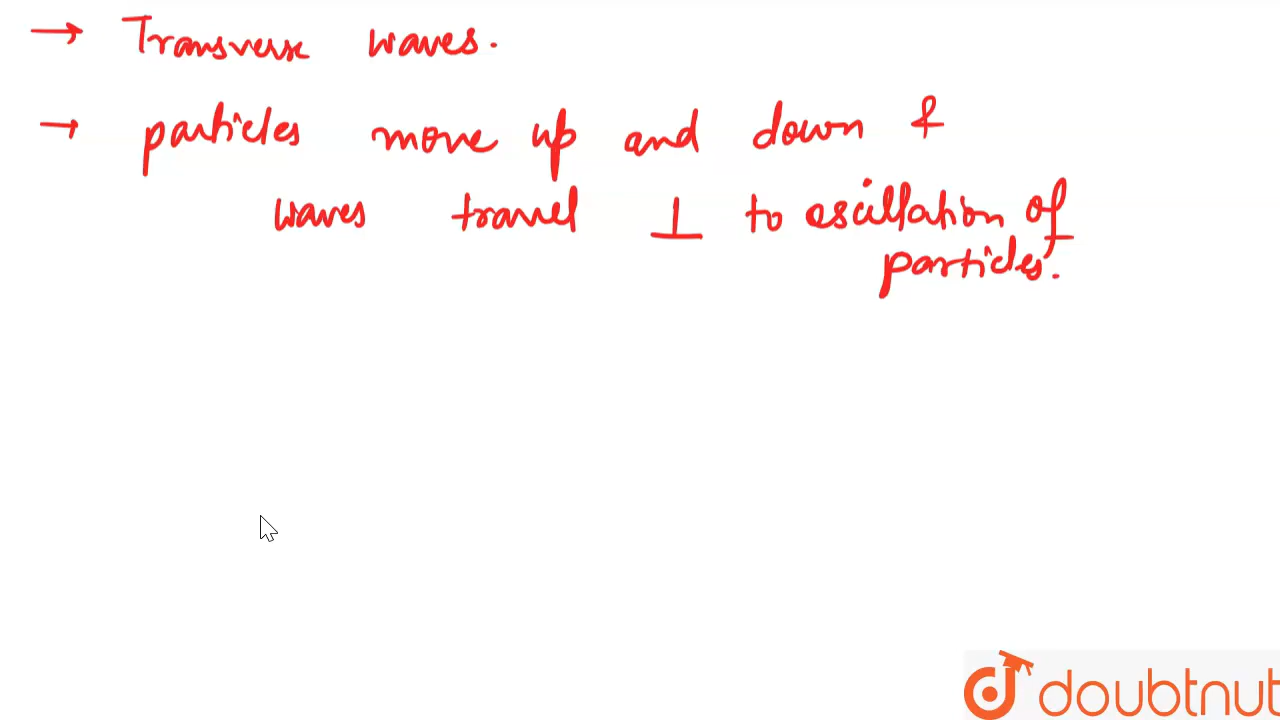 → Transverse waves.
→ particles move up and down &
waves travel ⊥ to oscillation of
particles.
doubtnut